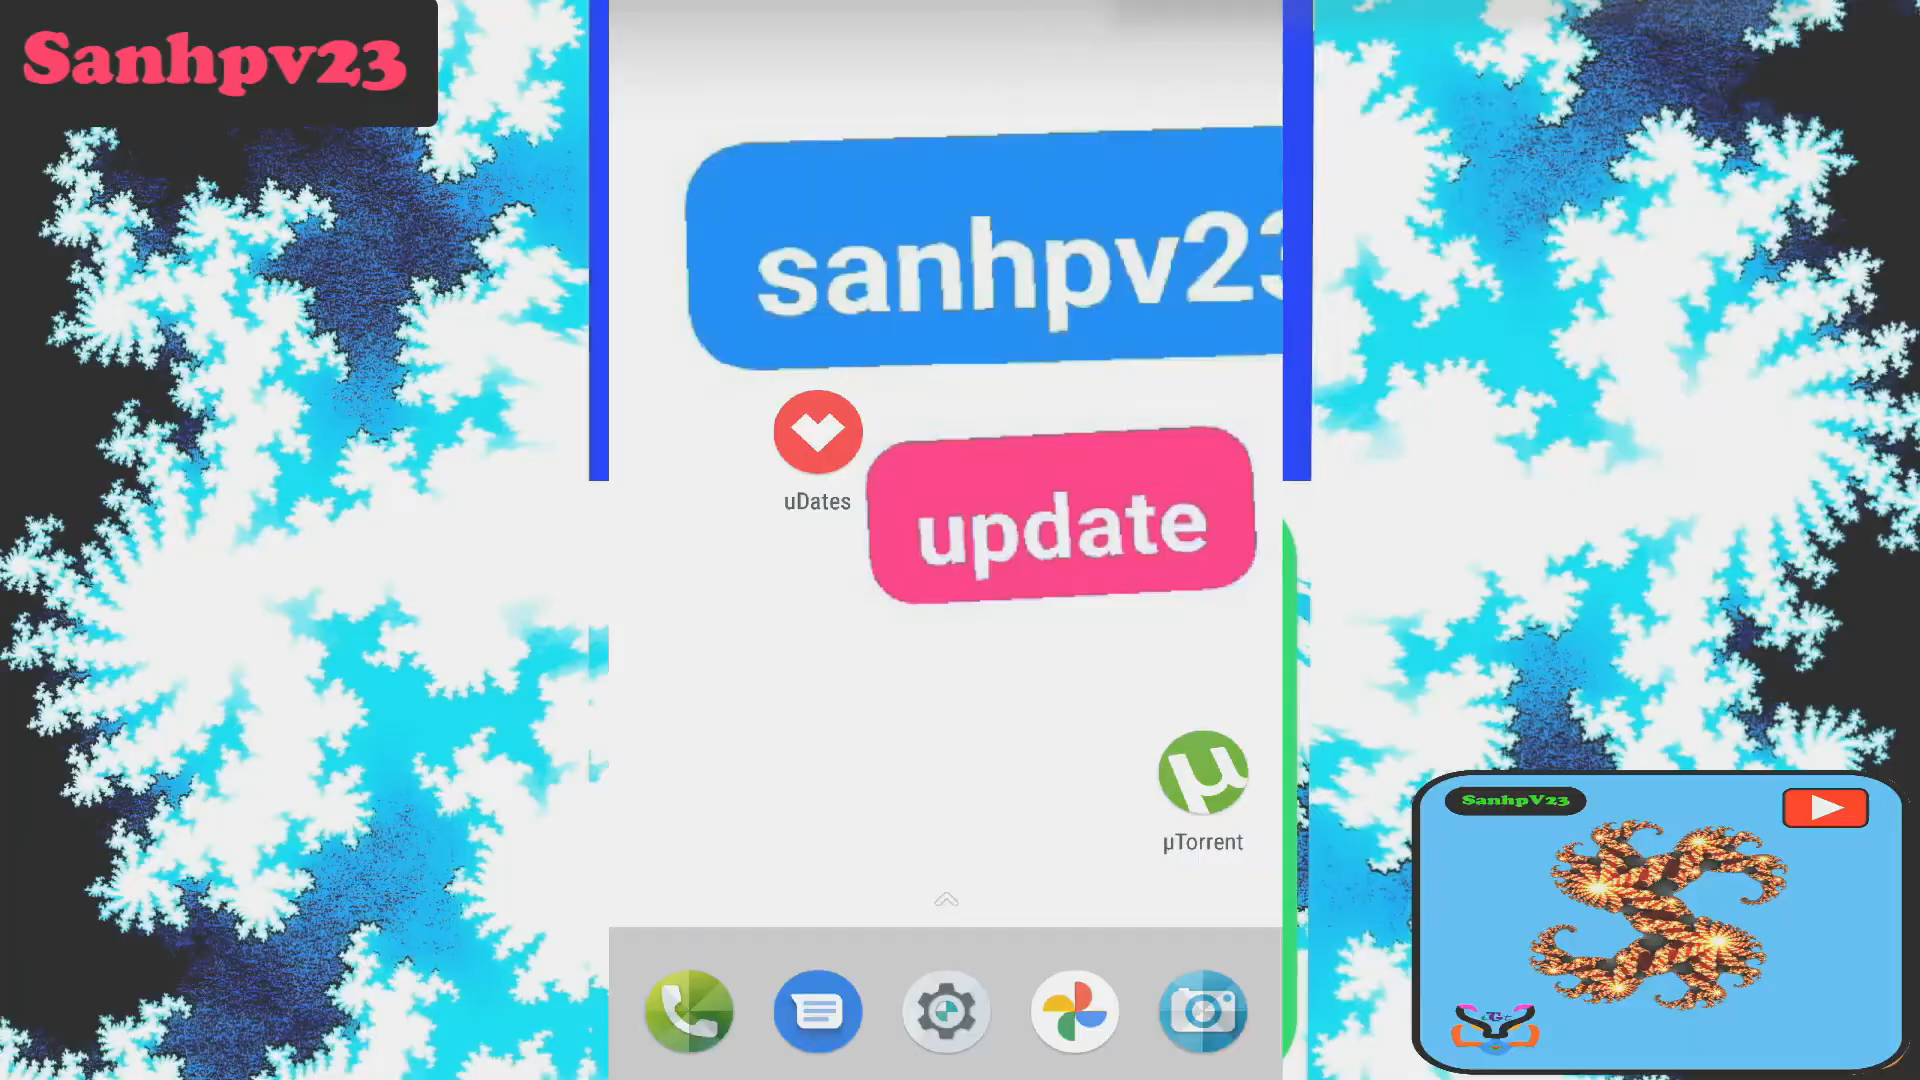 Sanhpv23
sanhpv23
uDates
update
µTorrent
SanhpV23